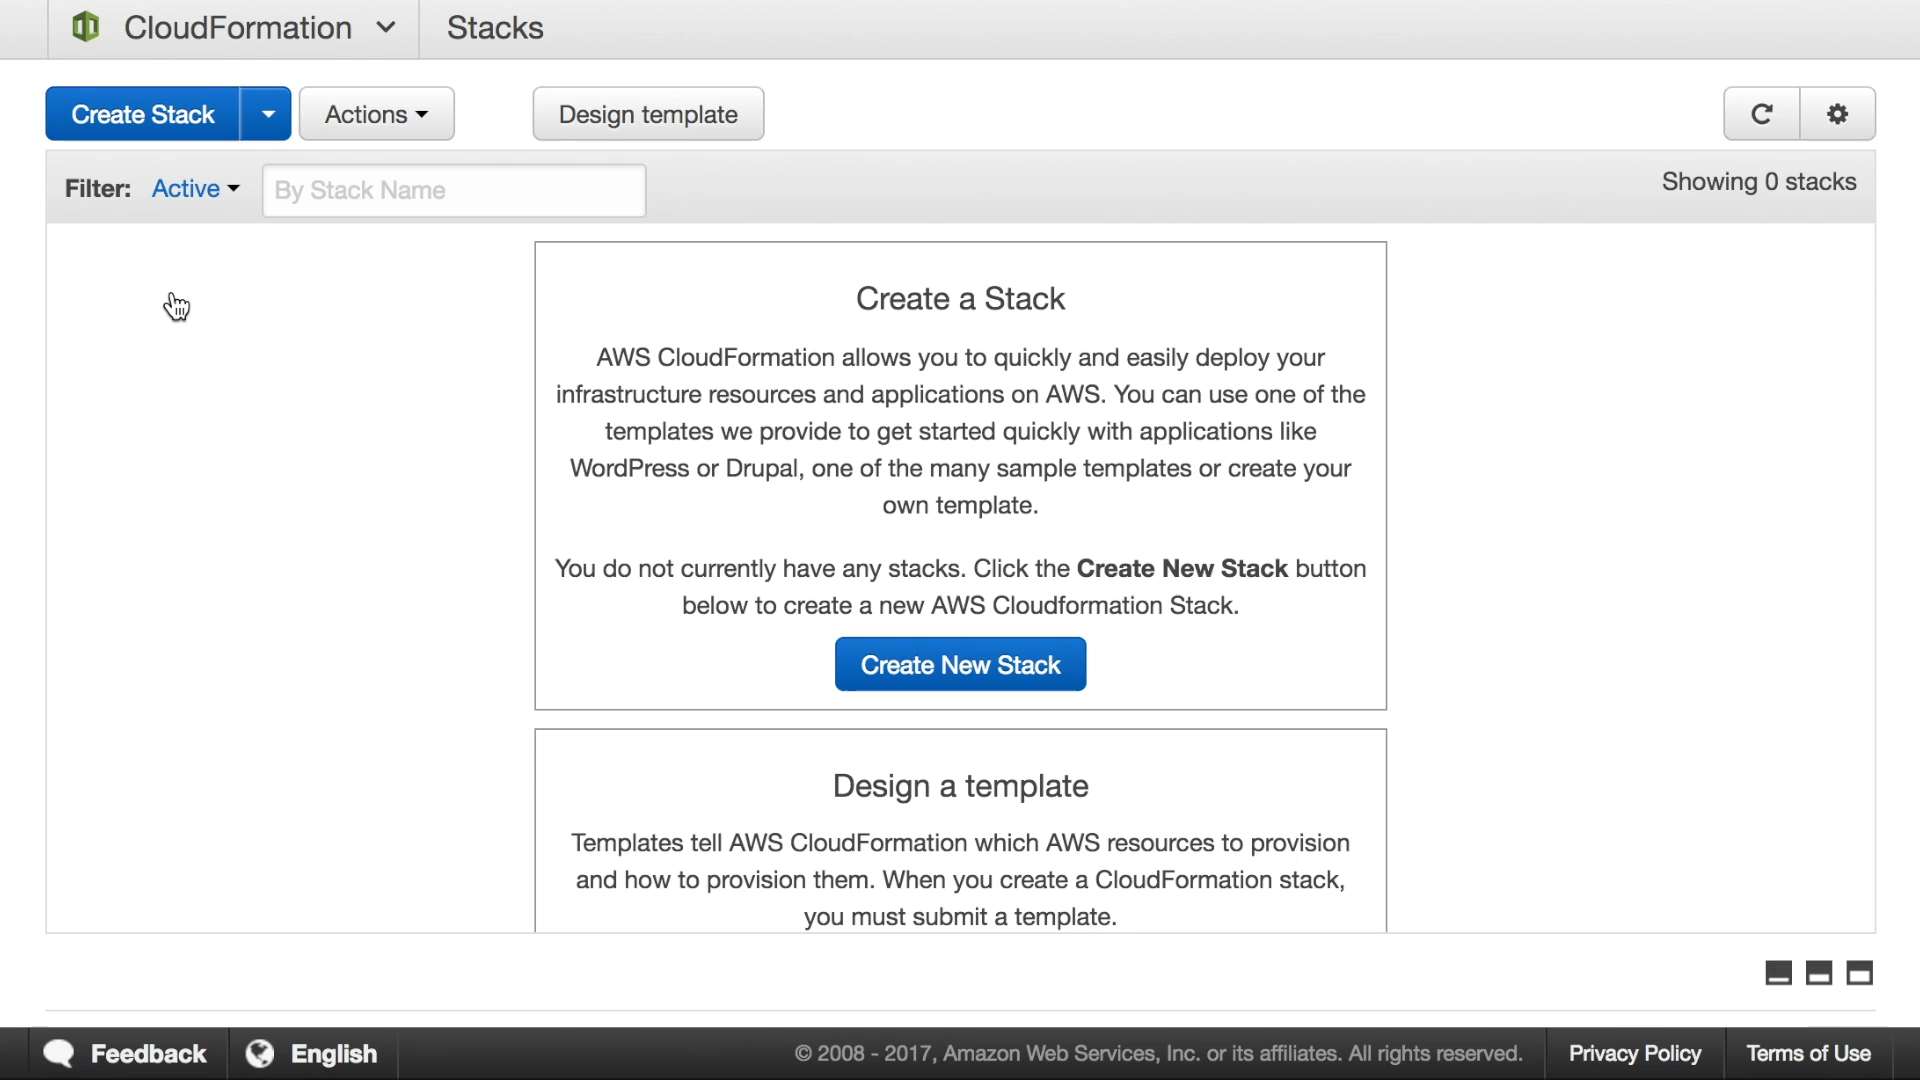 CloudFormation Stacks
Create Stack Actions Design template
Filter: Active By Stack Name Showing 0 stacks
Create a Stack
AWS CloudFormation allows you to quickly and easily deploy your
infrastructure resources and applications on AWS. You can use one of the
templates we provide to get started quickly with applications like
WordPress or Drupal, one of the many sample templates or create your
own template.
You do not currently have any stacks. Click the Create New Stack button
below to create a new AWS Cloudformation Stack.
Create New Stack
Design a template
Templates tell AWS CloudFormation which AWS resources to provision
and how to provision them. When you create a CloudFormation stack,
you must submit a template.
Feedback English © 2008 - 2017, Amazon Web Services, Inc. or its affiliates. All rights reserved. Privacy Policy Terms of Use